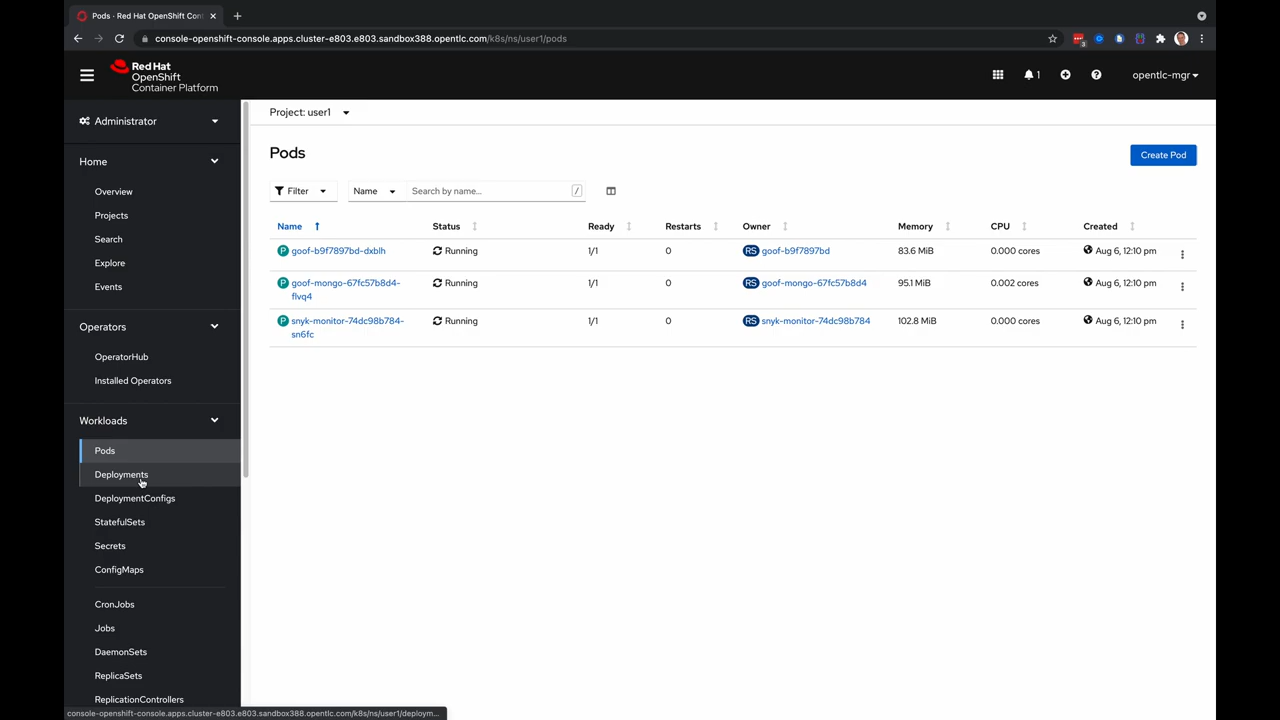 Pods · Red Hat OpenShift Con
console-openshift-console.apps.cluster-e803.e803.sandbox388.opentlc.com/k8s/ns/user1/pods
3
Red Hat
OpenShift
Container Platform
1
opentlc-mgr
Administrator
Project: user1
Home
Overview
Projects
Search
Explore
Events
Operators
OperatorHub
Installed Operators
Workloads
Pods
Deployments
DeploymentConfigs
StatefulSets
Secrets
ConfigMaps
CronJobs
Jobs
DaemonSets
ReplicaSets
ReplicationControllers
Pods
Create Pod
Filter Name Search by name... /
Name Status Ready Restarts Owner Memory CPU Created
P goof-b9f7897bd-dxblh Running 1/1 0 RS goof-b9f7897bd 83.6 MiB 0.000 cores Aug 6, 12:10 pm
P goof-mongo-67fc57b8d4- Running 1/1 0 RS goof-mongo-67fc57b8d4 95.1 MiB 0.002 cores Aug 6, 12:10 pm
flvq4
P snyk-monitor-74dc98b784- Running 1/1 0 RS snyk-monitor-74dc98b784 102.8 MiB 0.000 cores Aug 6, 12:10 pm
sn6fc
console-openshift-console.apps.cluster-e803.e803.sandbox388.opentlc.com/k8s/ns/user1/deploym...